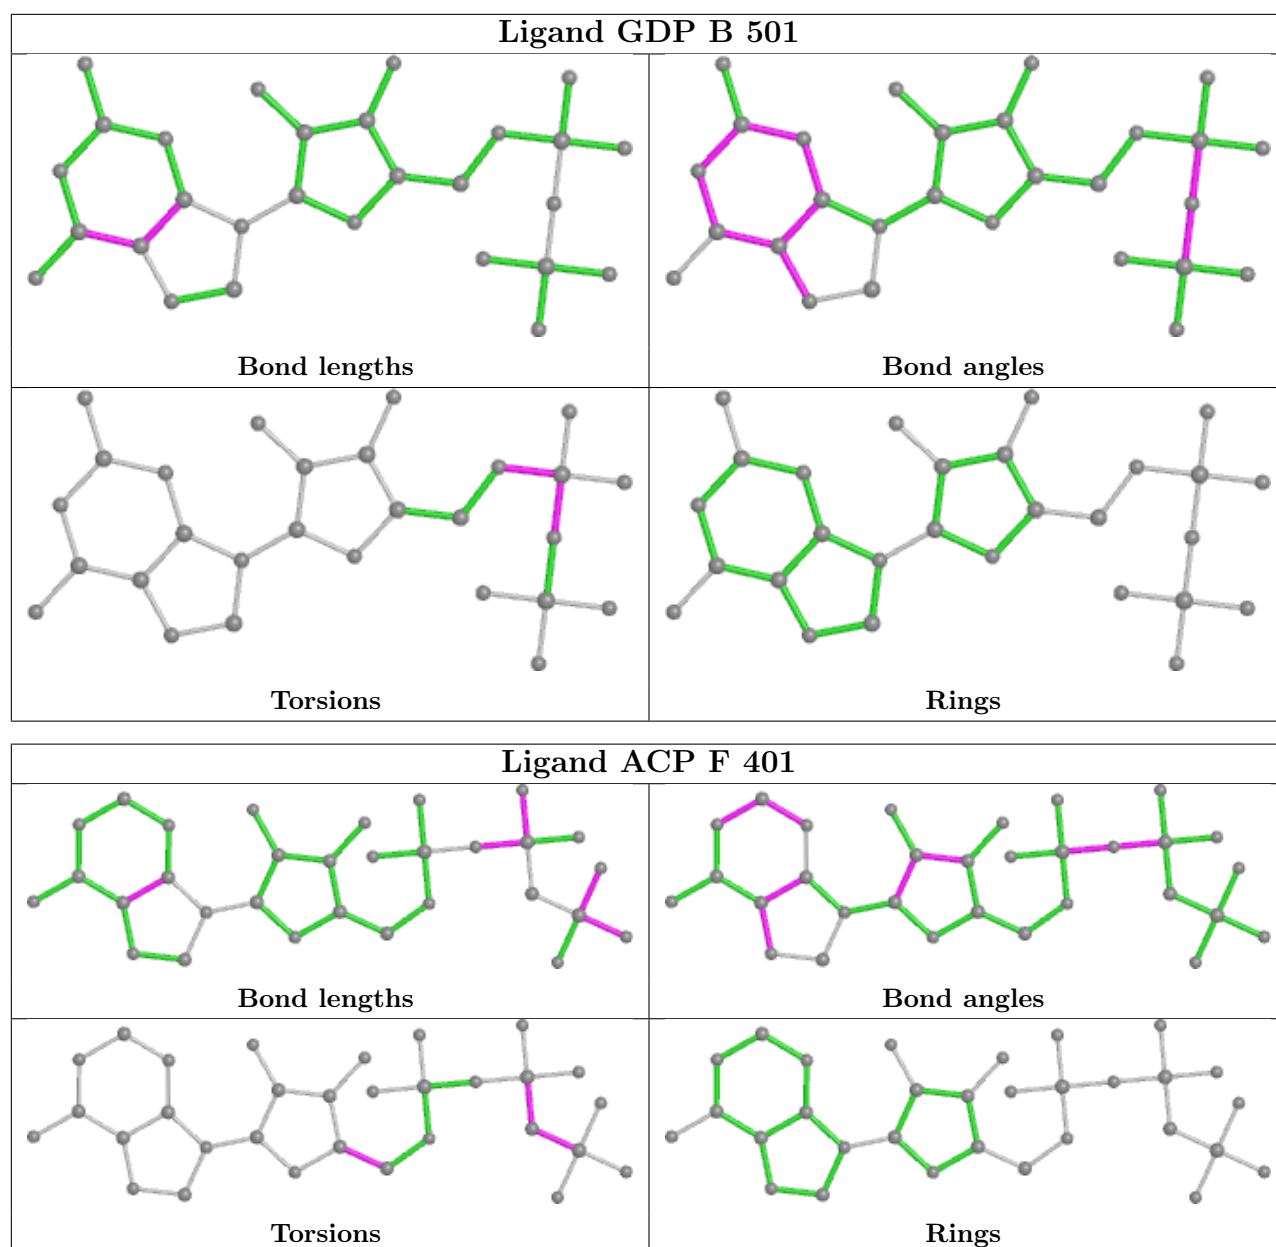 Ligand GDP B 501
Bond lengths
Bond angles
Torsions
Rings
Ligand ACP F 401
Bond lengths
Bond angles
Torsions
Rings